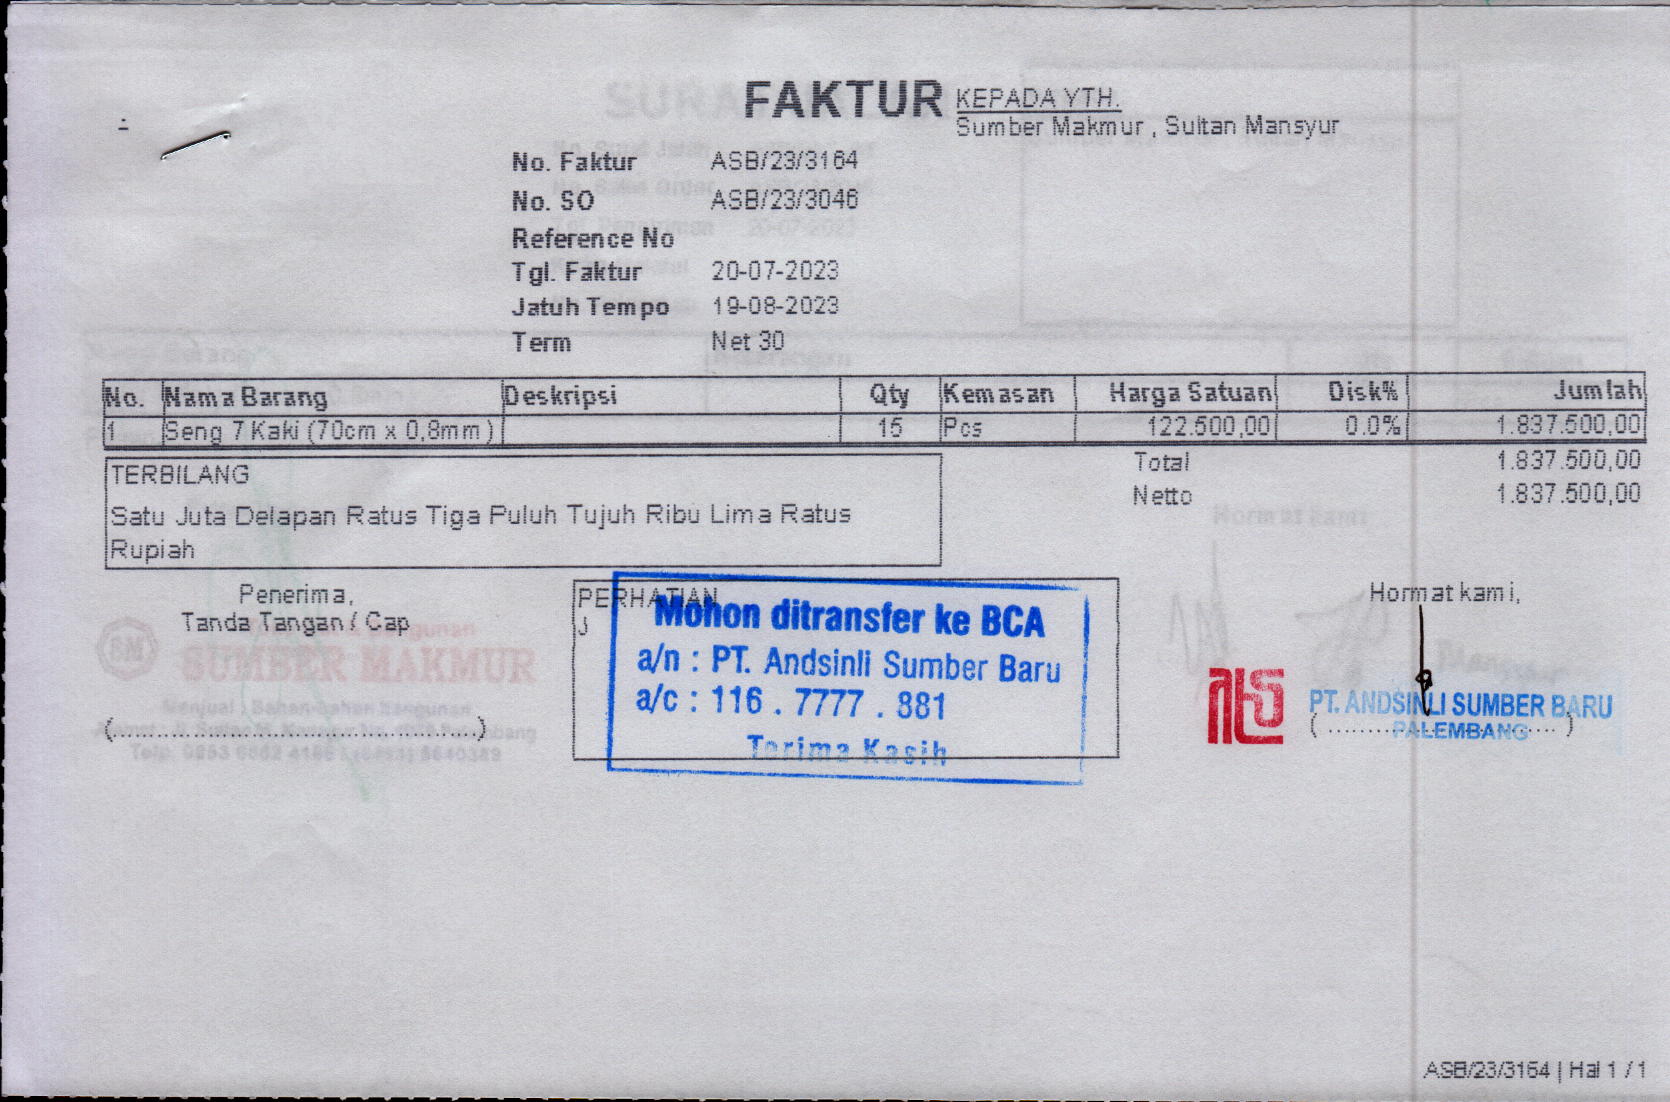 FAKTUR
KEPADA YTH.
Sumber Makmur , Sultan Mansyur
No. Faktur ASB/23/3164
No. SO ASB/23/3046
Reference No
Tgl. Faktur 20-07-2023
Jatuh Tempo 19-08-2023
Term Net 30
No. Nama Barang Deskripsi Qty Kemasan Harga Satuan Disk% Jumlah
1 Seng 7 Kaki (70cm x 0,8mm) 15 Pcs 122.500,00 0.0% 1.837.500,00
Total 1.837.500,00
Netto 1.837.500,00
TERBILANG
Satu Juta Delapan Ratus Tiga Puluh Tujuh Ribu Lima Ratus
Rupiah
Penerima,
Tanda Tangan / Cap
SUMBER MAKMUR
PERHATIAN
J
Mohon ditransfer ke BCA
a/n : PT. Andsinli Sumber Baru
a/c : 116 . 7777 . 881
Terima Kasih
Hormat kami,
PT. ANDSINLI SUMBER BARU
PALEMBANG
ASB/23/3164 | Hal 1 / 1